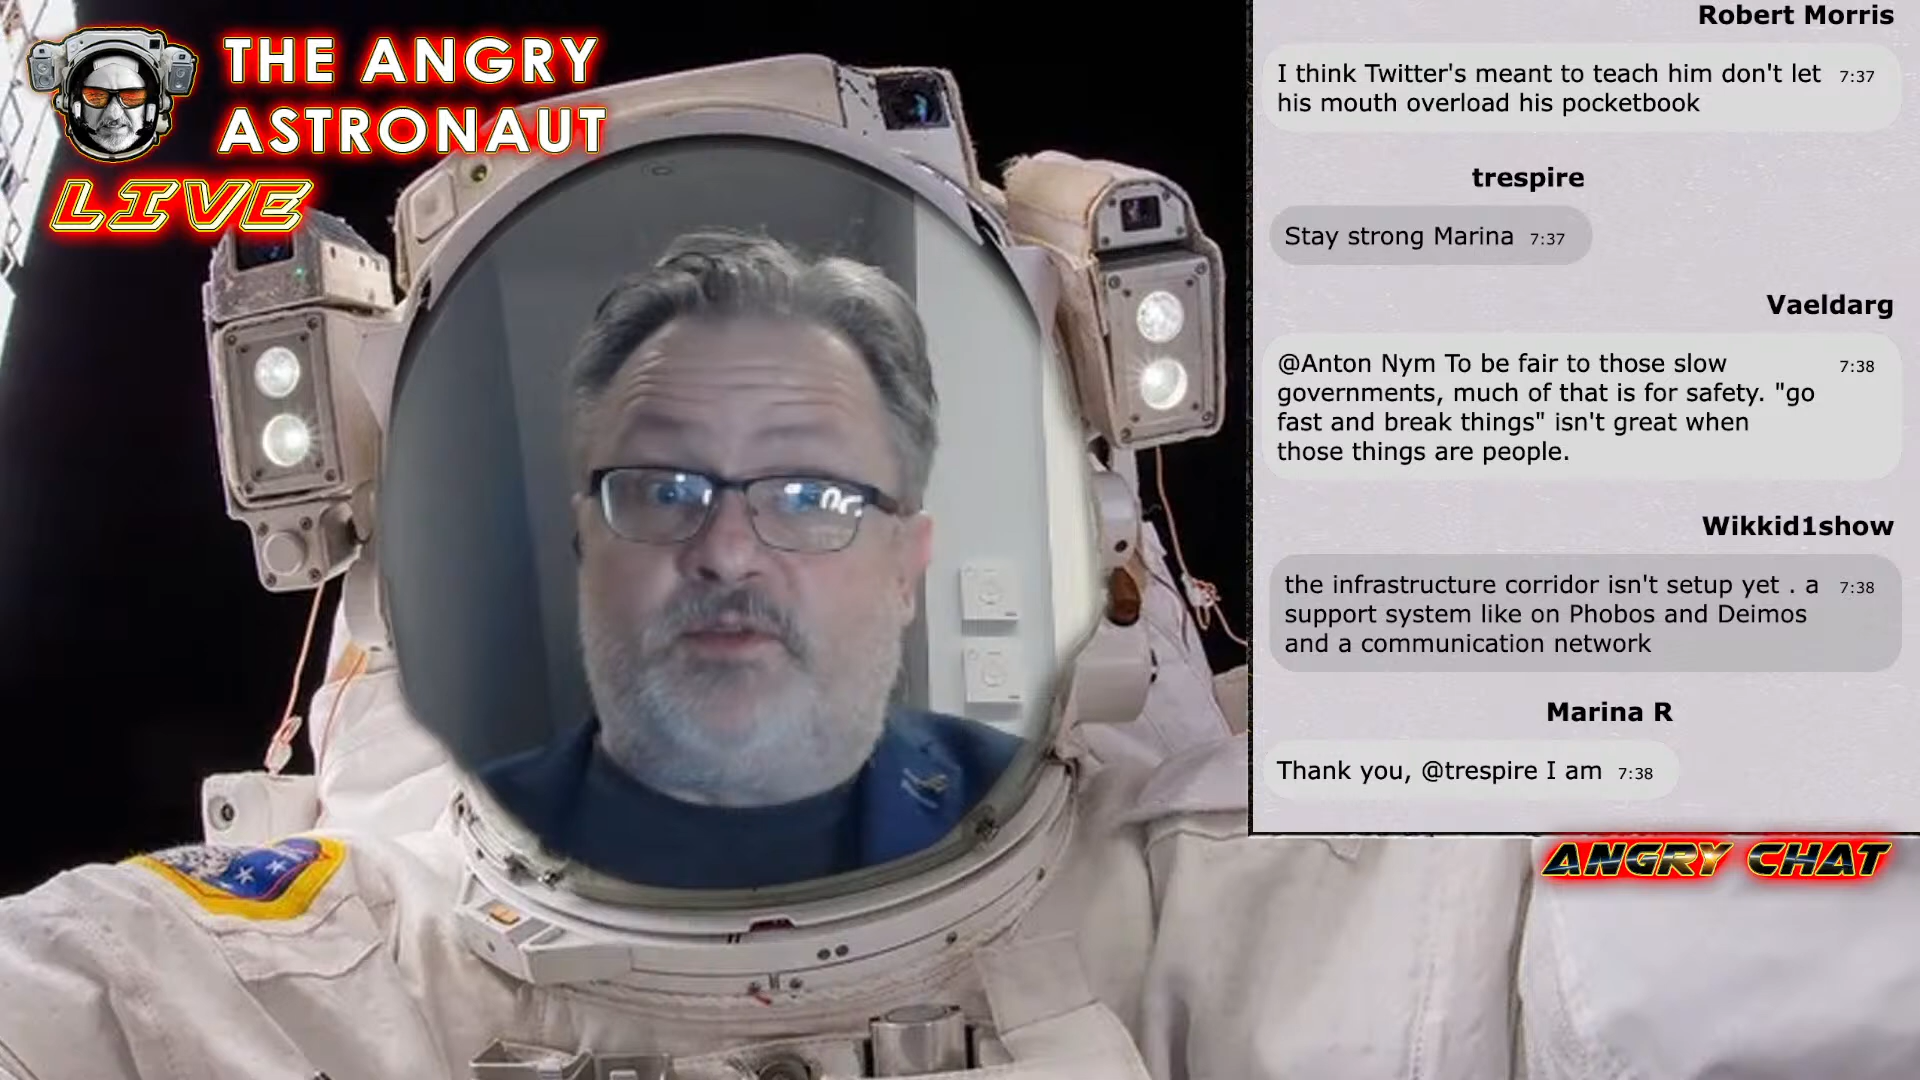 THE ANGRY
ASTRONAUT
LIVE
Robert Morris
I think Twitter's meant to teach him don't let 7:37
his mouth overload his pocketbook
trespire
Stay strong Marina 7:37
Vaeldarg
@Anton Nym To be fair to those slow 7:38
governments, much of that is for safety. "go
fast and break things" isn't great when
those things are people.
Wikkid1show
the infrastructure corridor isn't setup yet . a 7:38
support system like on Phobos and Deimos
and a communication network
Marina R
Thank you, @trespire I am 7:38
ANGRY CHAT